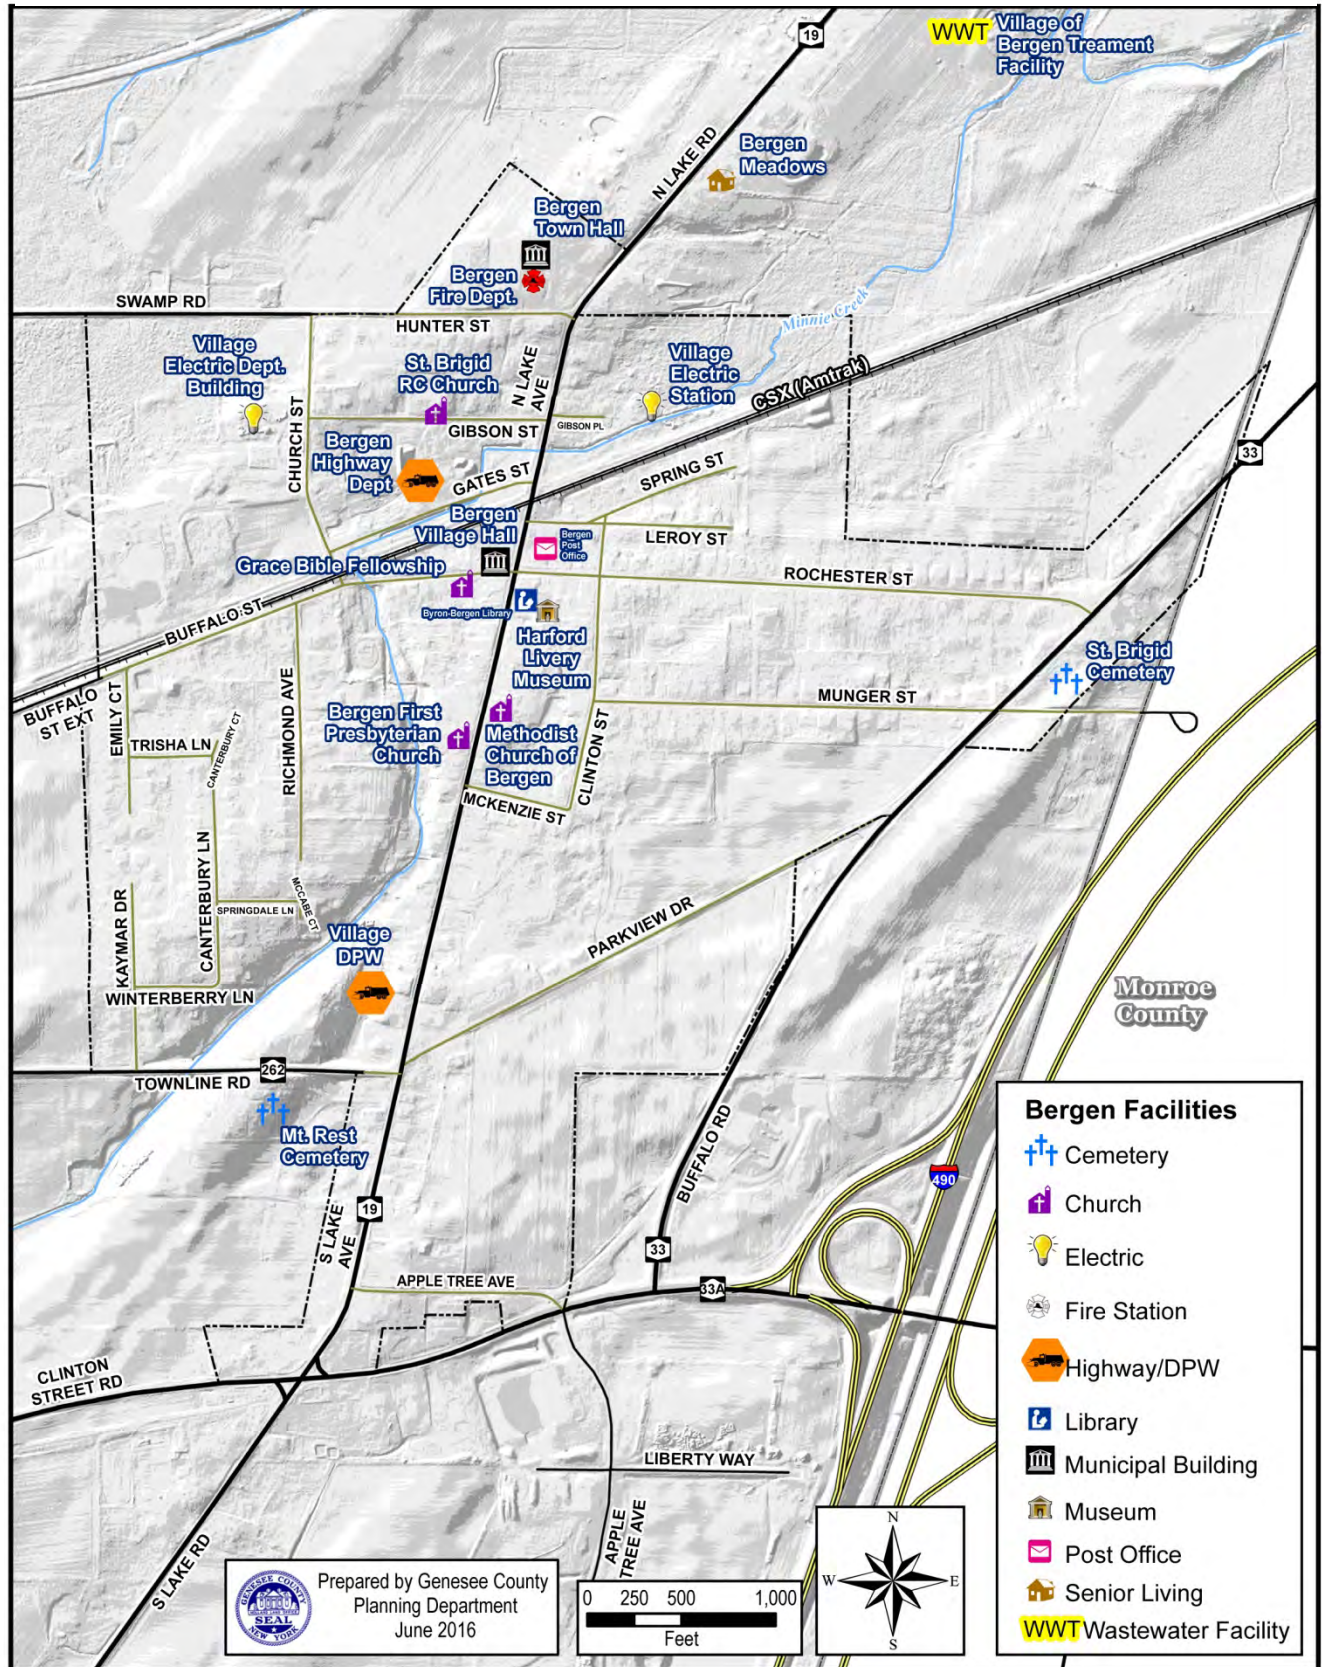 19
WWT
Village of
Bergen Treament
Facility
N LAKE RD
Bergen
Meadows
Bergen
Town Hall
Bergen
Fire Dept.
SWAMP RD
HUNTER ST
Minnie Creek
Village
Electric Dept.
Building
St. Brigid
RC Church
N LAKE
AVE
Village
Electric
Station
CSX (Amtrak)
CHURCH ST
GIBSON ST
GIBSON PL
33
Bergen
Highway
Dept
GATES ST
SPRING ST
Bergen
Village Hall
Bergen
Post
Office
LEROY ST
Grace Bible Fellowship
ROCHESTER ST
Byron-Bergen Library
BUFFALO ST
Harford
Livery
Museum
St. Brigid
Cemetery
MUNGER ST
BUFFALO
ST EXT
EMILY CT
TRISHA LN
CANTERBURY CT
RICHMOND AVE
Bergen First
Presbyterian
Church
Methodist
Church of
Bergen
CLINTON ST
MCKENZIE ST
CANTERBURY LN
SPRINGDALE LN
MCCABE CT
KAYMAR DR
PARKVIEW DR
Village
DPW
WINTERBERRY LN
Monroe
County
262
TOWNLINE RD
Mt. Rest
Cemetery
BUFFALO RD
490
19
S LAKE
AVE
33
APPLE TREE AVE
33A
CLINTON
STREET RD
LIBERTY WAY
APPLE
TREE AVE
S LAKE RD
Bergen Facilities
Cemetery
Church
Electric
Fire Station
Highway/DPW
Library
Municipal Building
Museum
Post Office
Senior Living
WWT Wastewater Facility
GENESEE COUNTY
SEAL
NEW YORK
Prepared by Genesee County
Planning Department
June 2016
0 250 500 1,000
Feet
N
W E
S